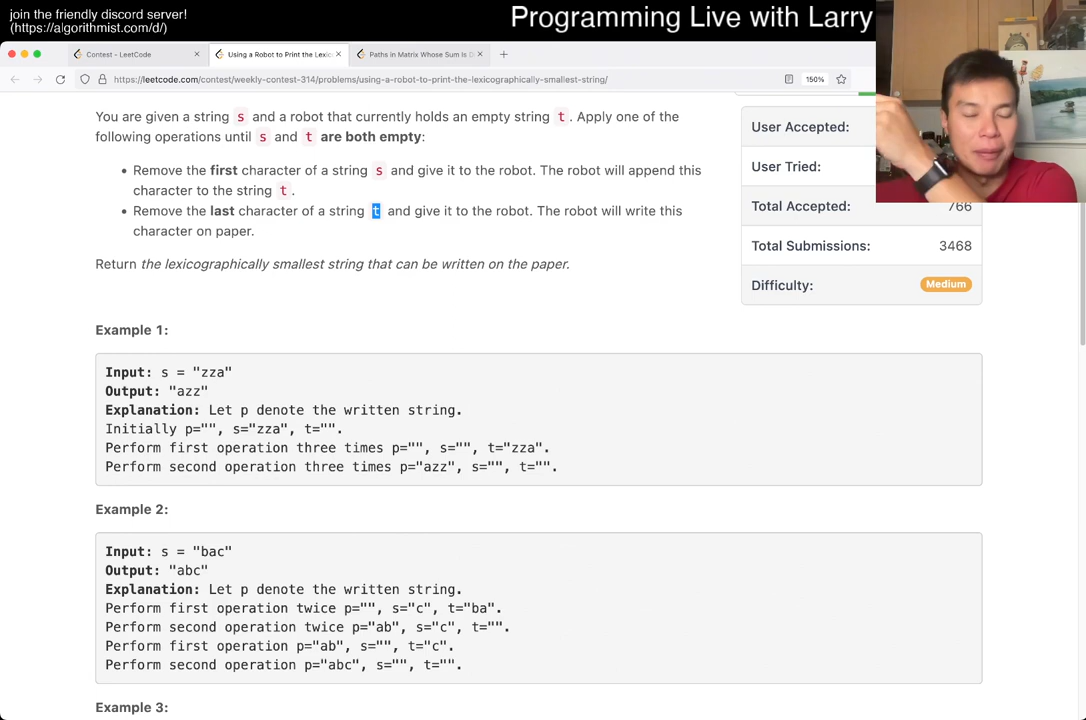 join the friendly discord server!
(https://algorithmist.com/d/)
Programming Live with Larry
Contest - LeetCode
Using a Robot to Print the Lexic
Paths in Matrix Whose Sum Is D
https://leetcode.com/contest/weekly-contest-314/problems/using-a-robot-to-print-the-lexicographically-smallest-string/
150%
You are given a string s and a robot that currently holds an empty string t. Apply one of the
following operations until s and t are both empty:
• Remove the first character of a string s and give it to the robot. The robot will append this
character to the string t.
• Remove the last character of a string t and give it to the robot. The robot will write this
character on paper.
Return the lexicographically smallest string that can be written on the paper.
User Accepted:
User Tried:
Total Accepted: 766
Total Submissions: 3468
Difficulty: Medium
Example 1:
Input: s = "zza"
Output: "azz"
Explanation: Let p denote the written string.
Initially p="", s="zza", t="".
Perform first operation three times p="", s="", t="zza".
Perform second operation three times p="azz", s="", t="".
Example 2:
Input: s = "bac"
Output: "abc"
Explanation: Let p denote the written string.
Perform first operation twice p="", s="c", t="ba".
Perform second operation twice p="ab", s="c", t="".
Perform first operation p="ab", s="", t="c".
Perform second operation p="abc", s="", t="".
Example 3: